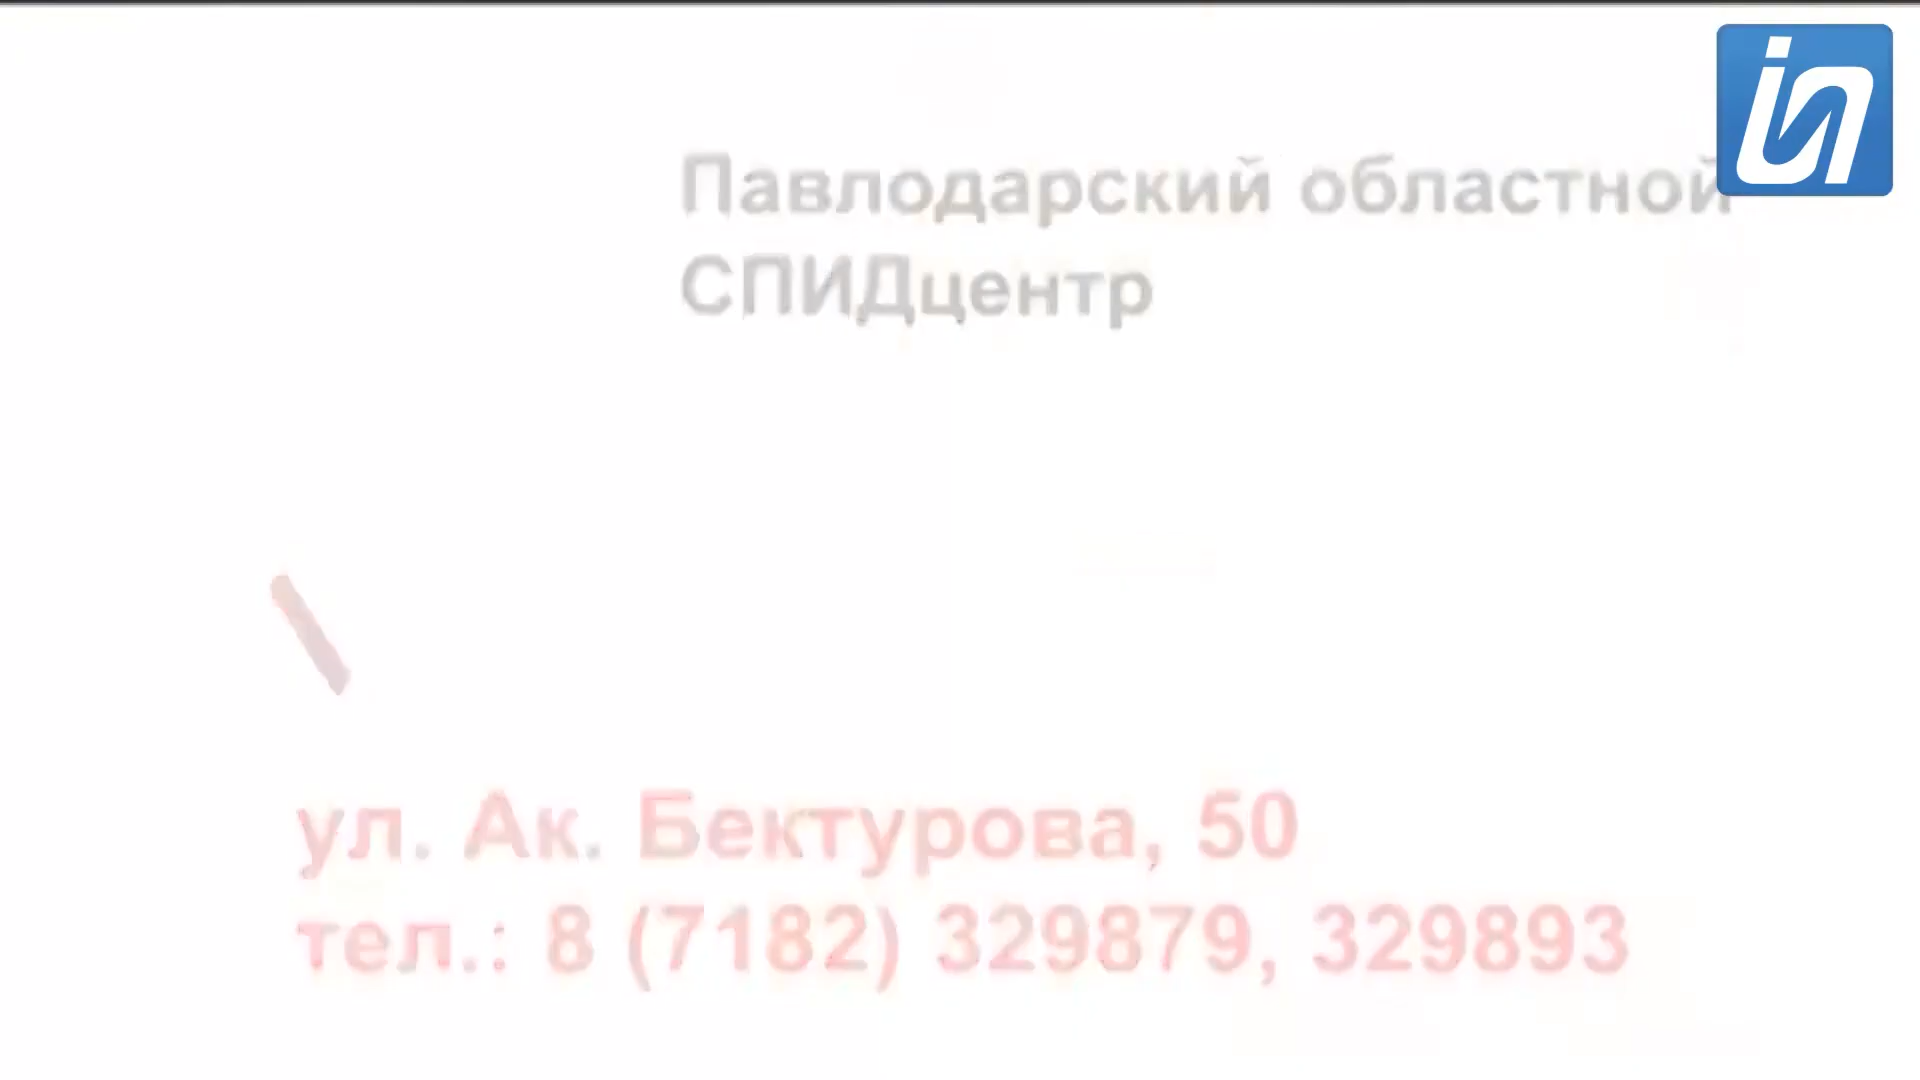 Павлодарский областной
СПИДцентр
ул. Ак. Бектурова, 50
тел.: 8 (7182) 329879, 329893